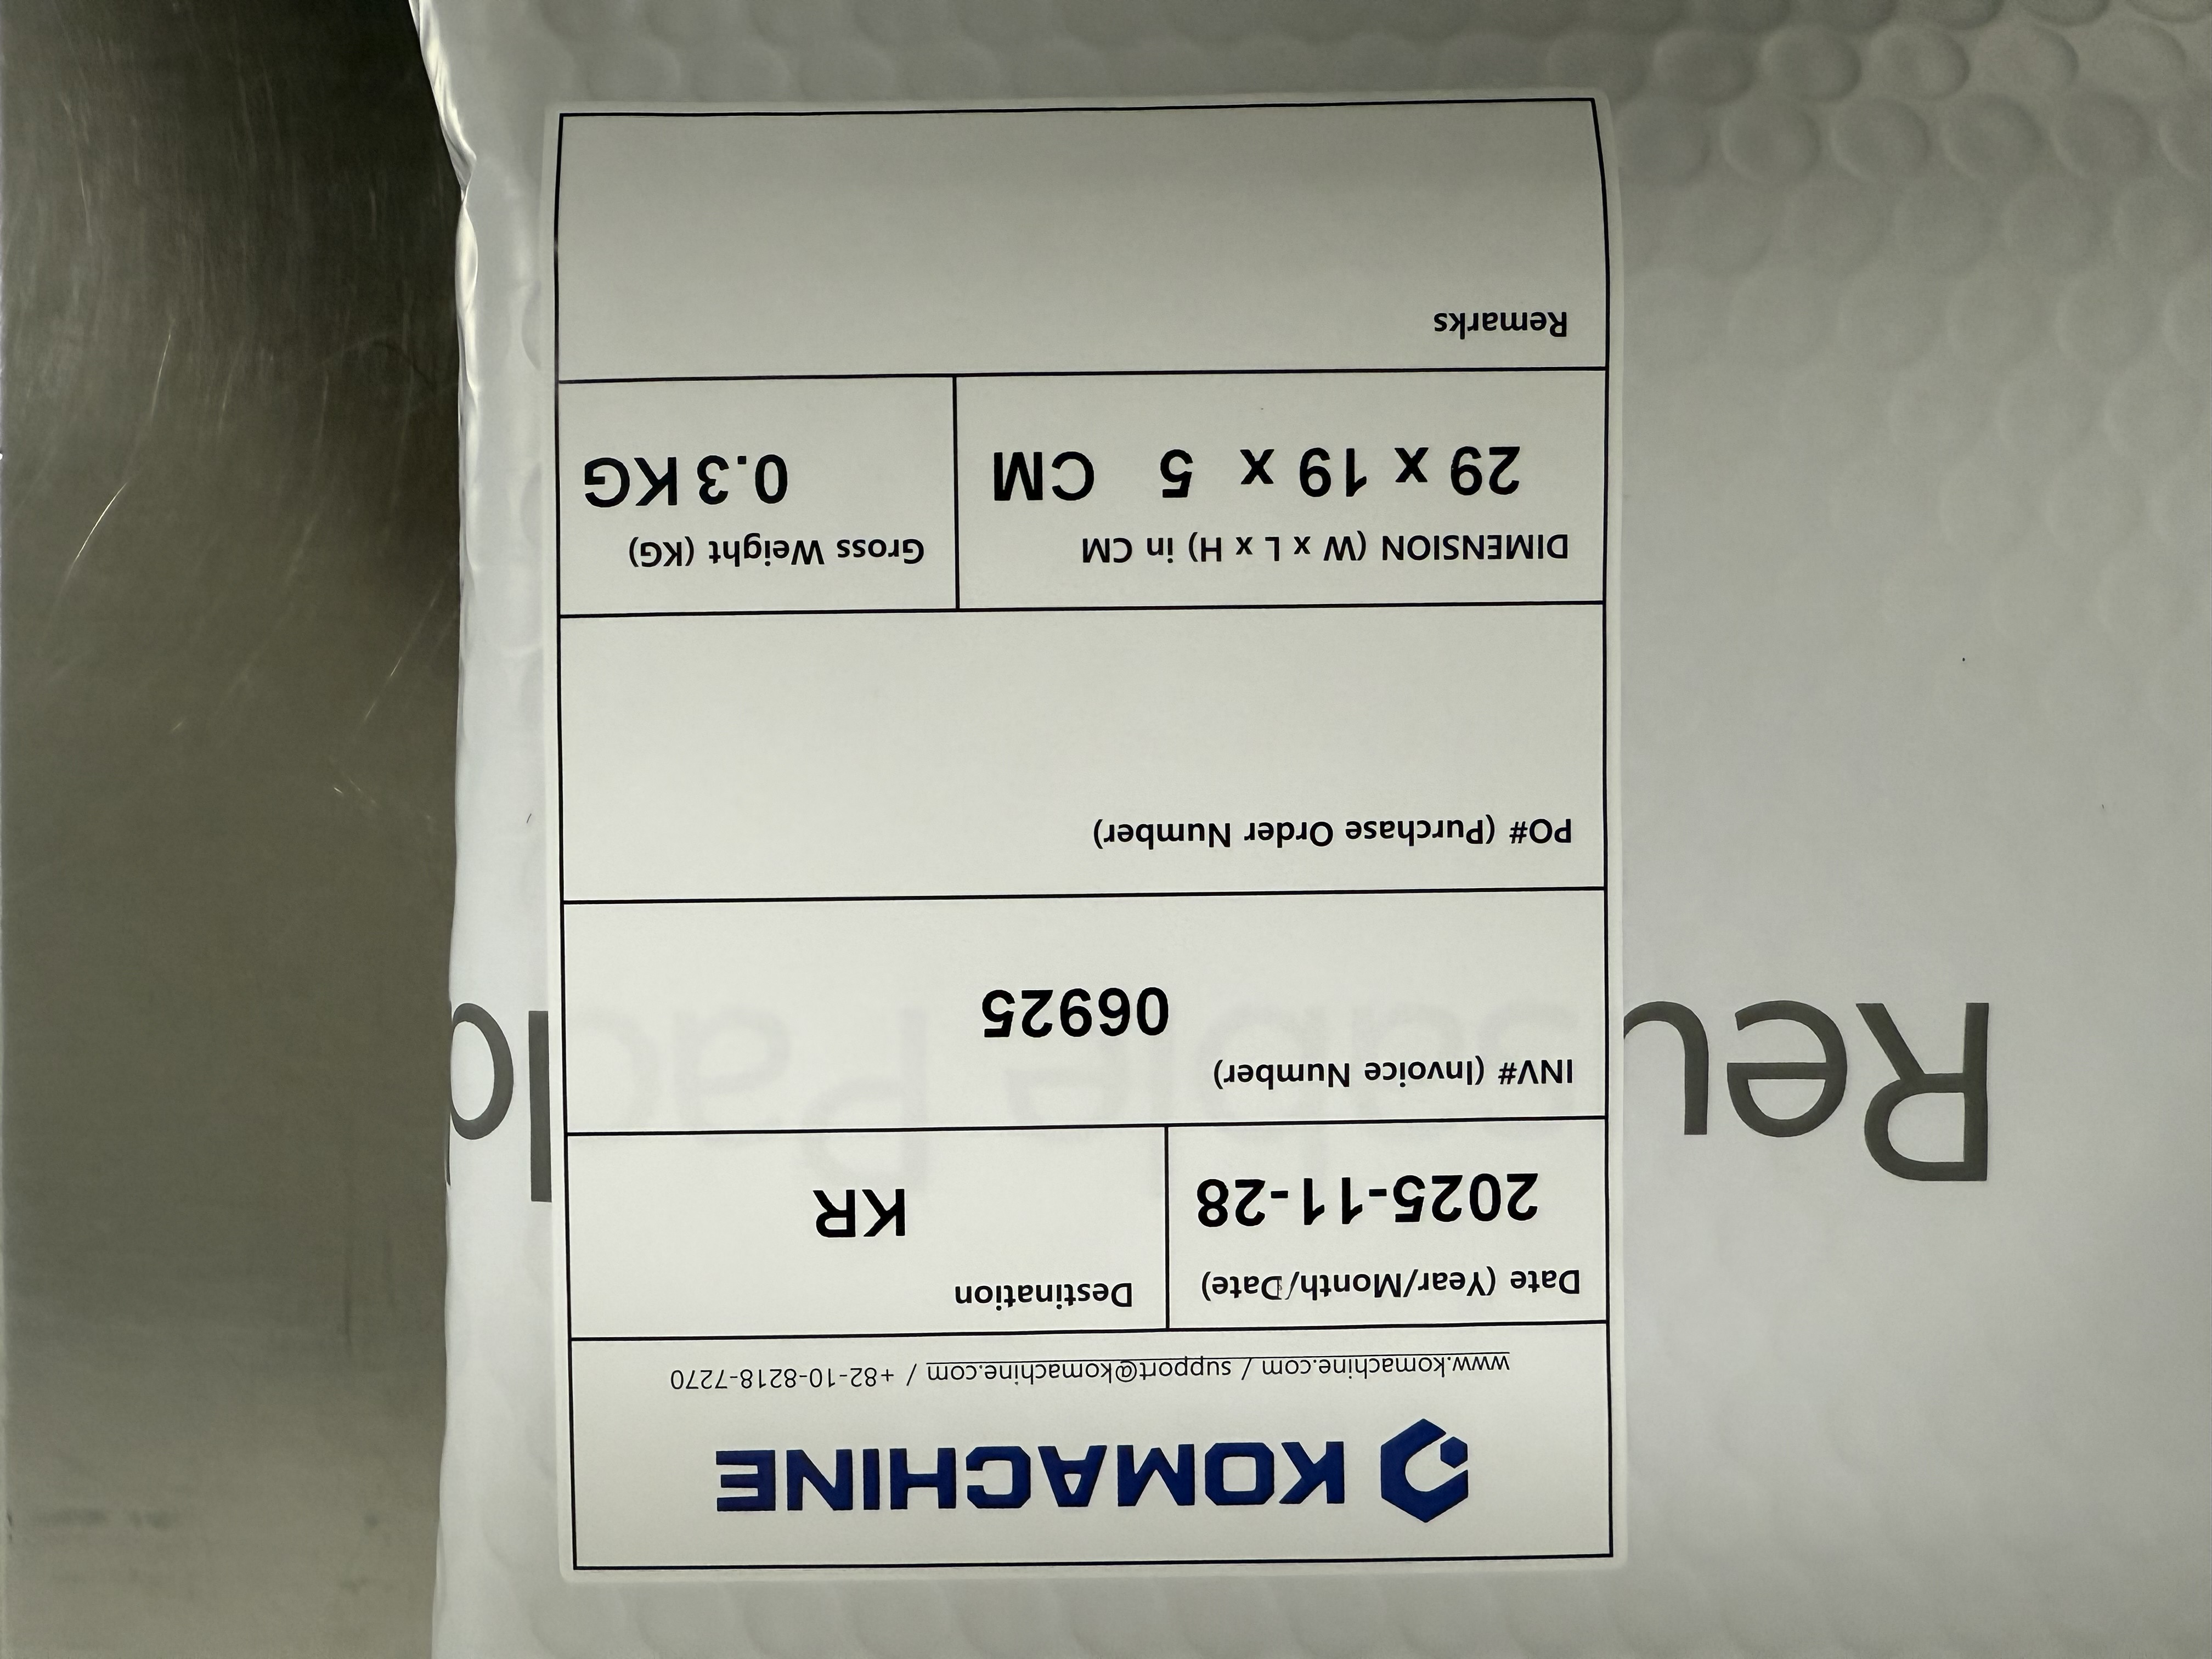 KOMACHINE
www.komachine.com / support@komachine.com / +82-10-8218-7270
Date (Year/Month/Date)
2025-11-28
Destination
KR
INV# (Invoice Number)
06925
PO# (Purchase Order Number)
DIMENSION (W x L x H) in CM
29 x 19 x 5 CM
Gross Weight (KG)
0.3 KG
Remarks
Reusable Pack